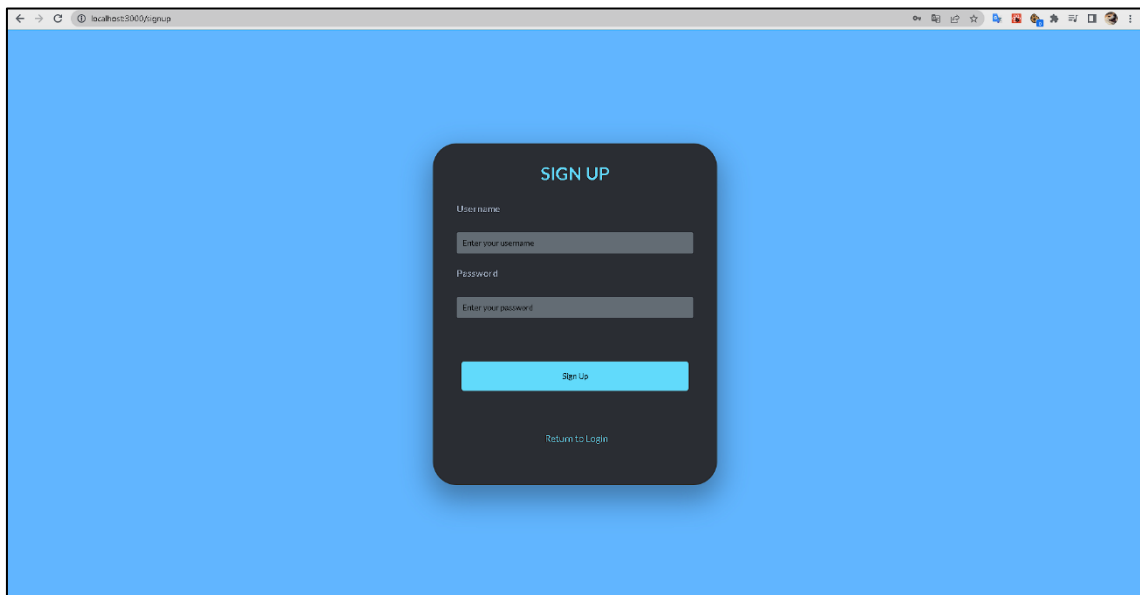 localhost:3000/signup
SIGN UP
Username
Enter your username
Password
Enter your password
Sign Up
Return to Login